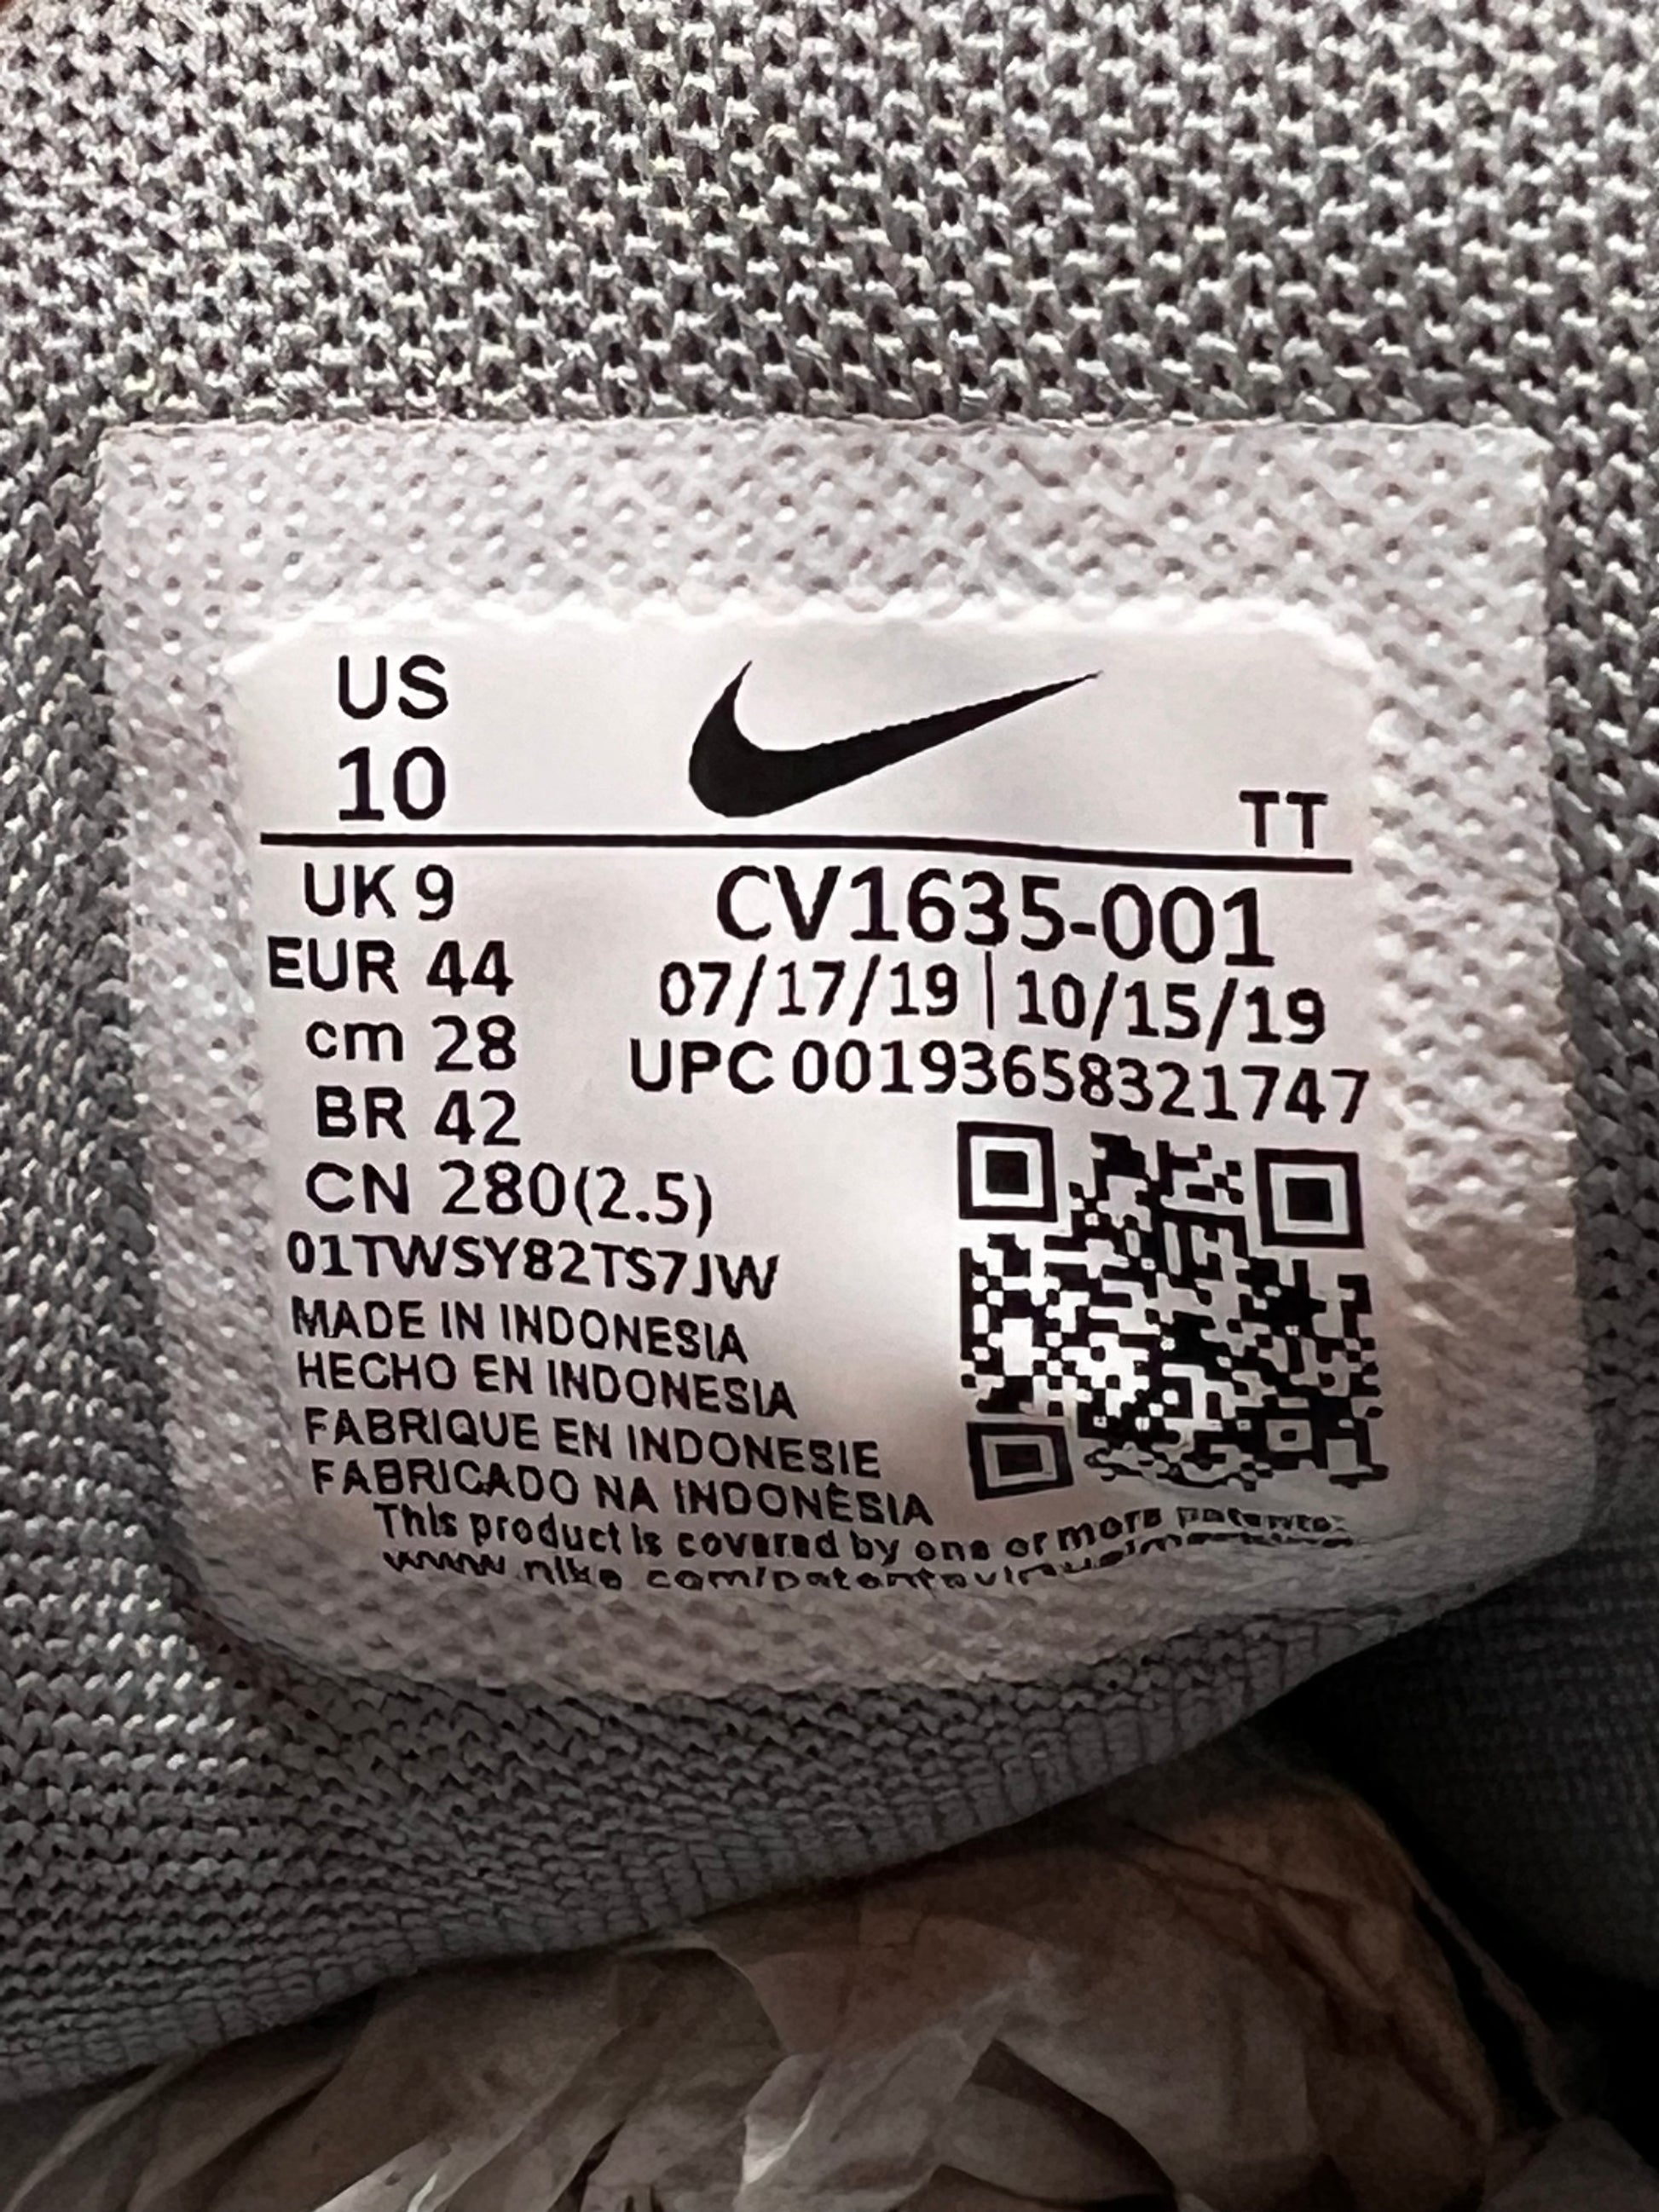 US
10
TT
UK 9
EUR 44
cm 28
BR 42
CN 280(2.5)
CV1635-001
07/17/19 | 10/15/19
UPC 00193658321747
01TWSY82TS7JW
MADE IN INDONESIA
HECHO EN INDONESIA
FABRIQUE EN INDONESIE
FABRICADO NA INDONÉSIA
This product is covered by one or more patents.